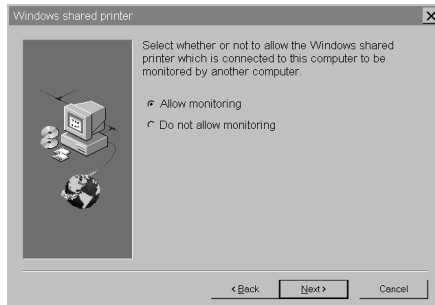 Windows shared printer
Select whether or not to allow the Windows shared
printer which is connected to this computer to be
monitored by another computer.
Allow monitoring
Do not allow monitoring
< Back
Next >
Cancel